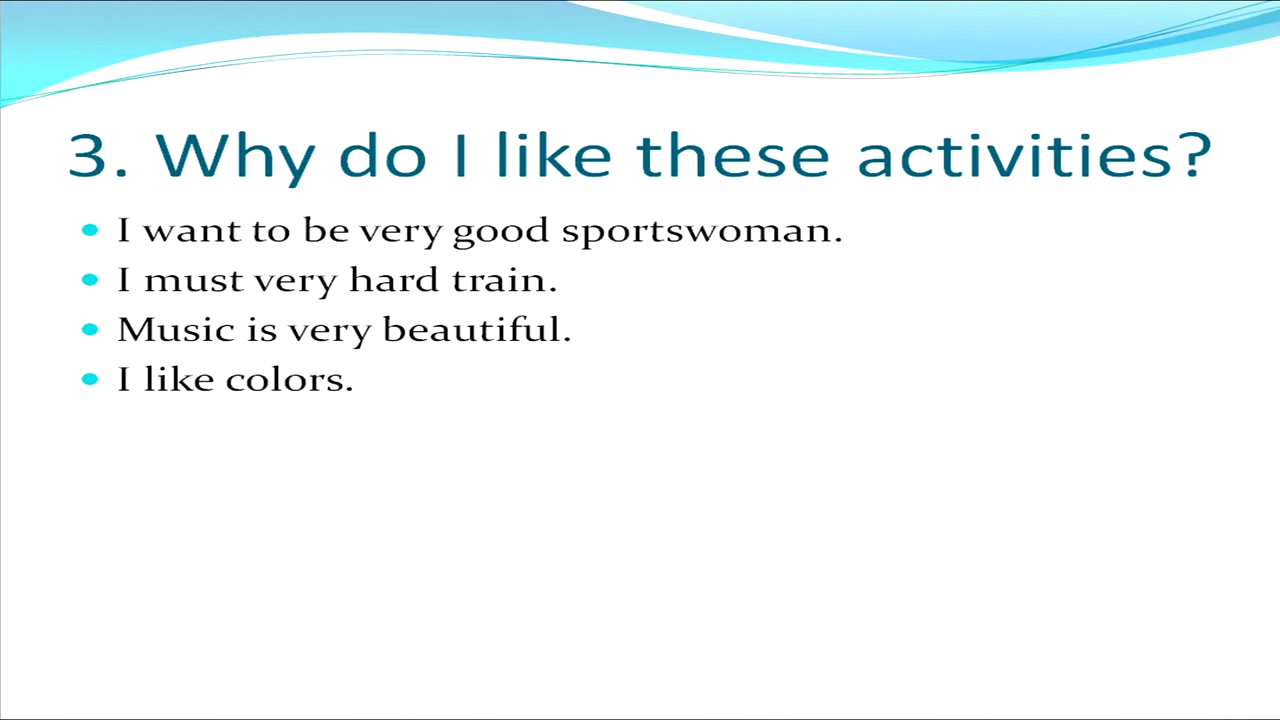 3. Why do I like these activities?
• I want to be very good sportswoman.
• I must very hard train.
• Music is very beautiful.
• I like colors.